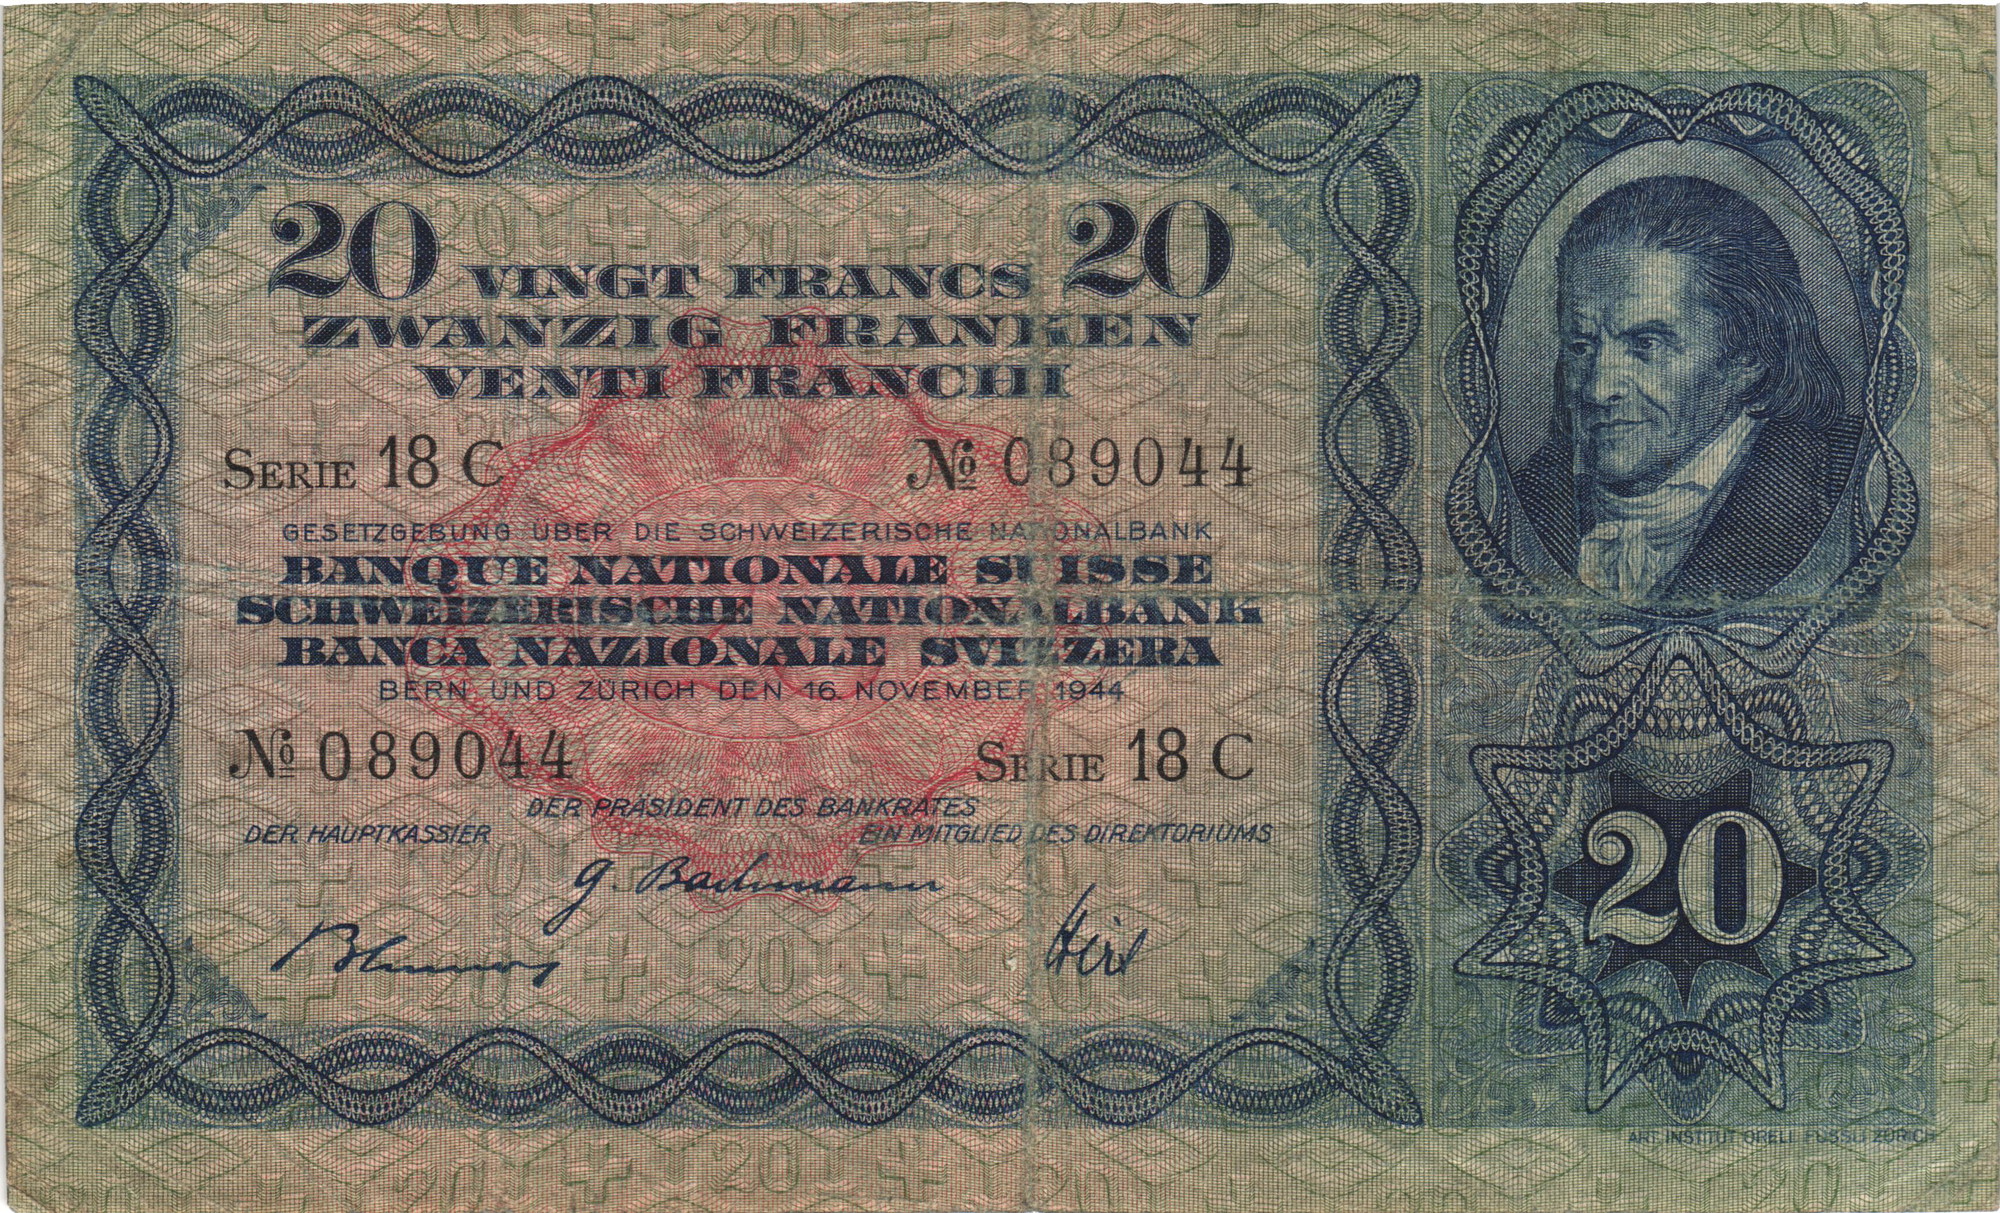 20 VINGT FRANCS 20
ZWANZIG FRANKEN
VENTI FRANCHI
SERIE 18 C № 089044
GESETZGEBUNG ÜBER DIE SCHWEIZERISCHE NATIONALBANK
BANQUE NATIONALE SUISSE
SCHWEIZERISCHE NATIONALBANK
BANCA NAZIONALE SVIZZERA
BERN UND ZÜRICH DEN 16. NOVEMBER 1944
№ 089044 SERIE 18 C
DER PRÄSIDENT DES BANKRATES
DER HAUPTKASSIER EIN MITGLIED DES DIREKTORIUMS
G. Bachmann
20
ART. INSTITUT ORELL FÜSSLI ZÜRICH